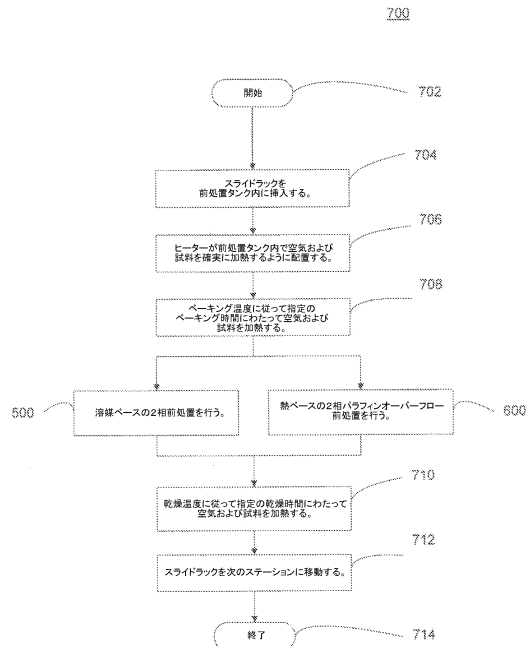 700
開始
702
704
スライドラックを
前処置タンク内に挿入する。
706
ヒーターが前処置タンク内で空気および
試料を確実に加熱するように配置する。
708
ベーキング温度に従って指定の
ベーキング時間にわたって空気および
試料を加熱する。
500
溶媒ベースの2相前処置を行う。
熱ベースの2相パラフィンオーバーフロー
前処置を行う。
600
710
乾燥温度に従って指定の乾燥時間にわたって
空気および試料を加熱する。
712
スライドラックを次のステーションに移動する。
終了
714